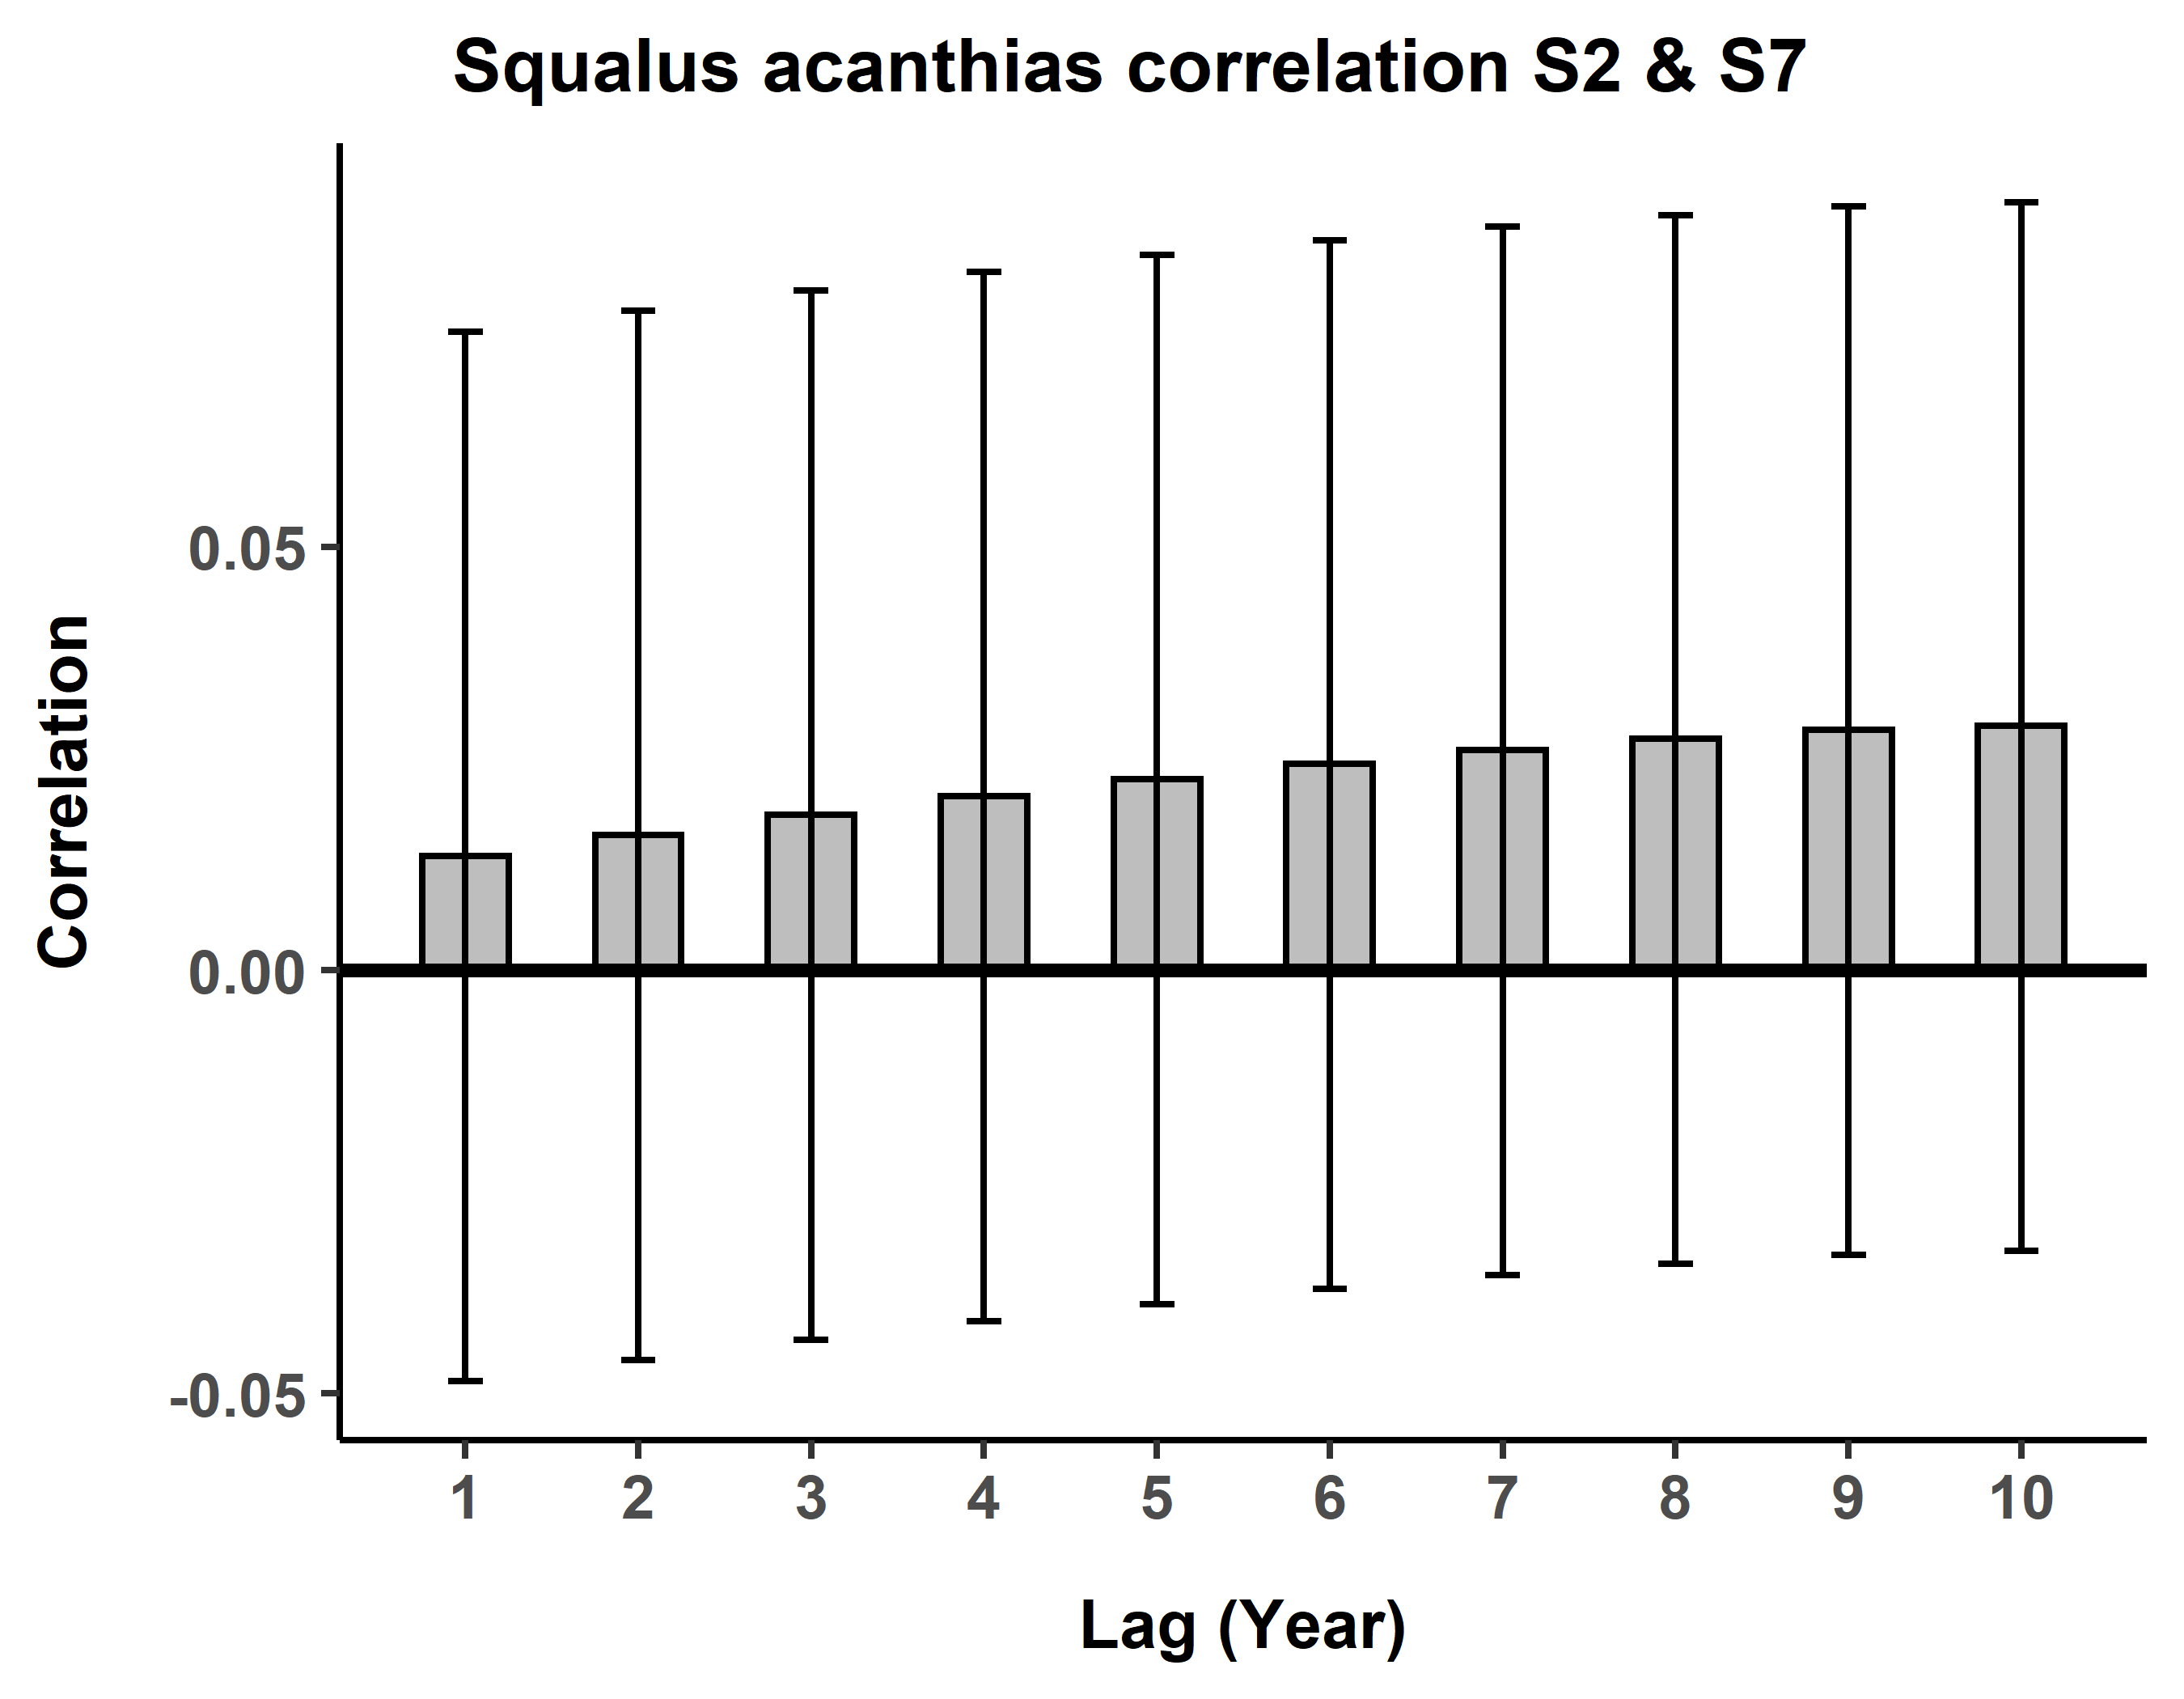 Squalus acanthias correlation S2 & S7
Correlation
0.05
0.00
-0.05
1 2 3 4 5 6 7 8 9 10
Lag (Year)